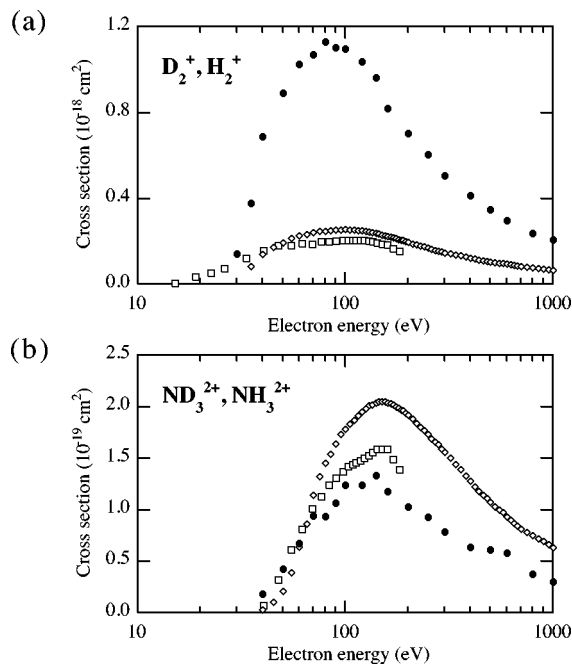 (a)
1.2
D₂⁺, H₂⁺
0.8
0.4
0.0
Cross section (10⁻¹⁸ cm²)
10 100 1000
Electron energy (eV)
(b)
2.5
ND₃²⁺, NH₃²⁺
2.0
1.5
1.0
0.5
0.0
Cross section (10⁻¹⁹ cm²)
10 100 1000
Electron energy (eV)